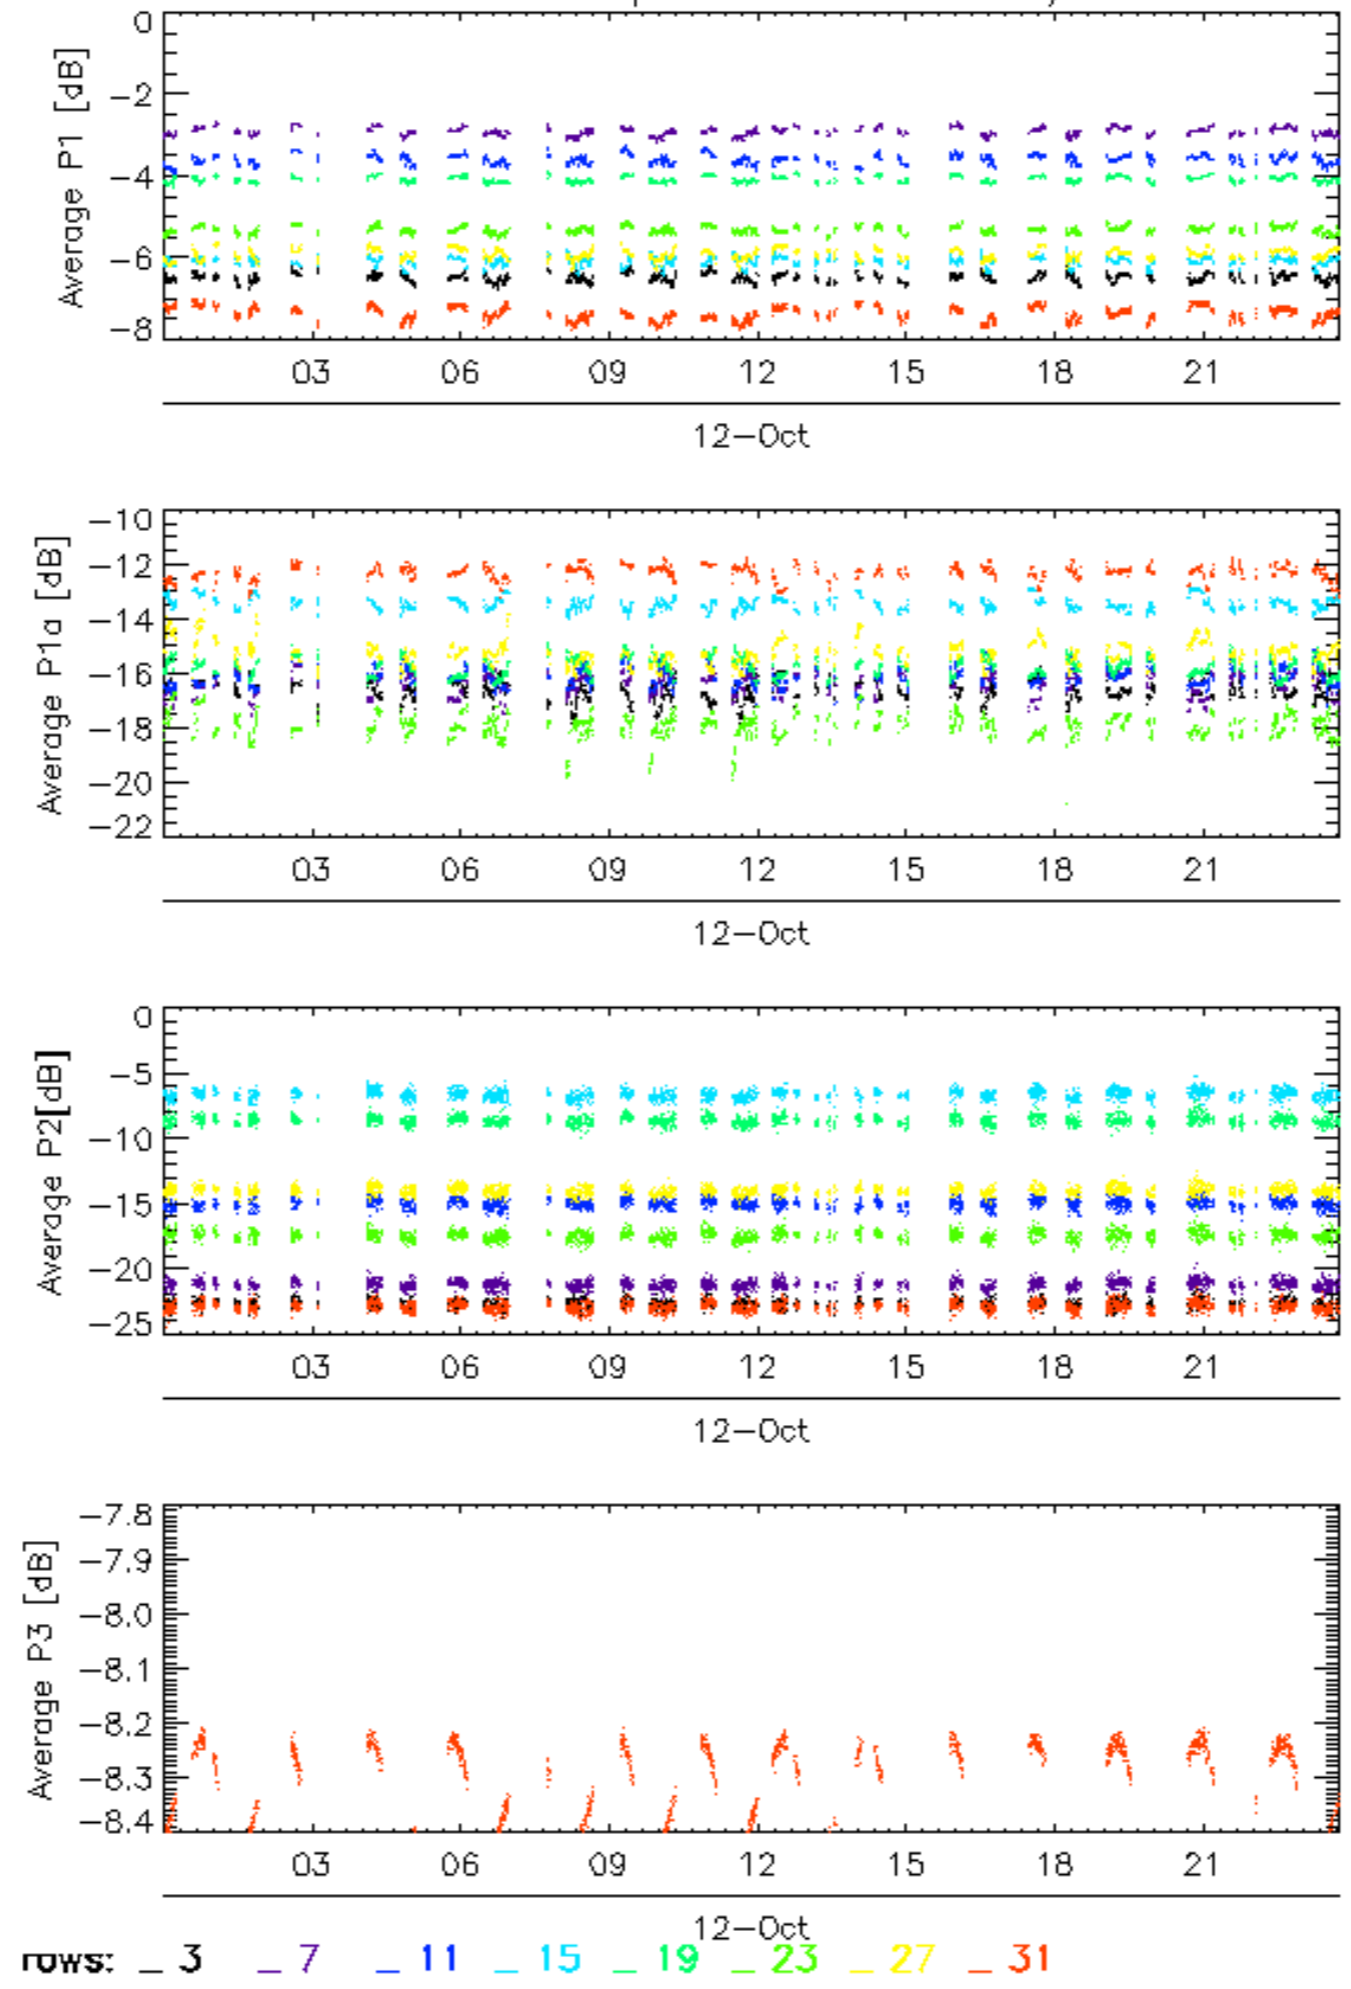 0
−2
−4
−6
−8
Average P1 [dB]
03 06 09 12 15 18 21
12−Oct
−10
−12
−14
−16
−18
−20
−22
Average P1a [dB]
03 06 09 12 15 18 21
12−Oct
0
−5
−10
−15
−20
−25
Average P2[dB]
03 06 09 12 15 18 21
12−Oct
−7.8
−7.9
−8.0
−8.1
−8.2
−8.3
−8.4
Average P3 [dB]
03 06 09 12 15 18 21
12−Oct
rows: _ 3 _ 7 _ 11 _ 15 _ 19 _ 23 _ 27 _ 31